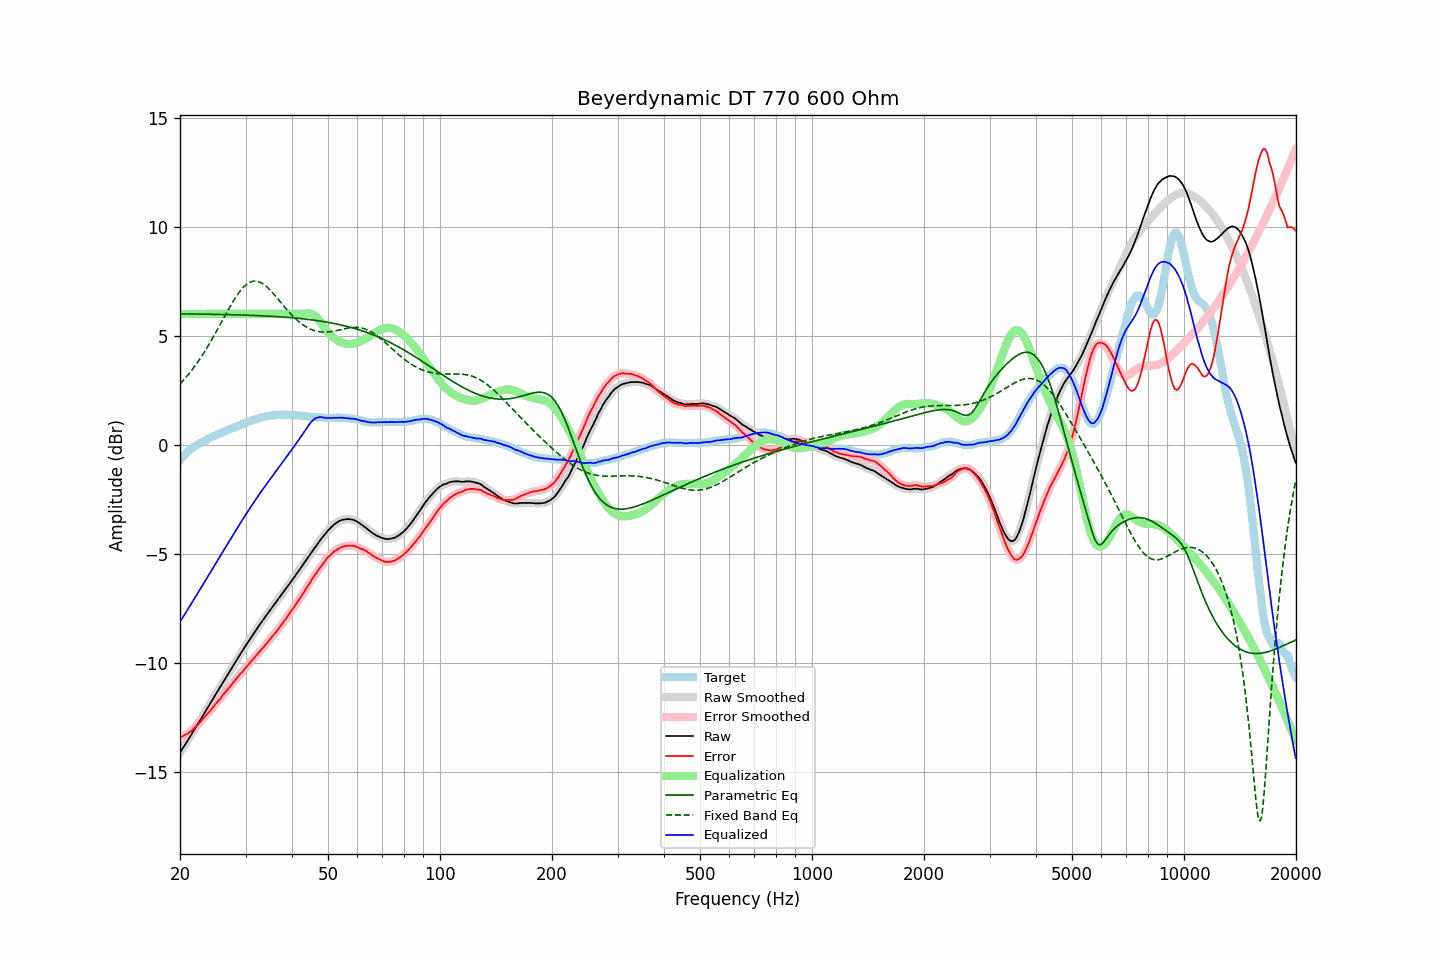 Beyerdynamic DT 770 600 Ohm
15
10
5
0
−5
−10
−15
Amplitude (dBr)
Target
Raw Smoothed
Error Smoothed
Raw
Error
Equalization
Parametric Eq
Fixed Band Eq
Equalized
20 50 100 200 500 1000 2000 5000 10000 20000
Frequency (Hz)